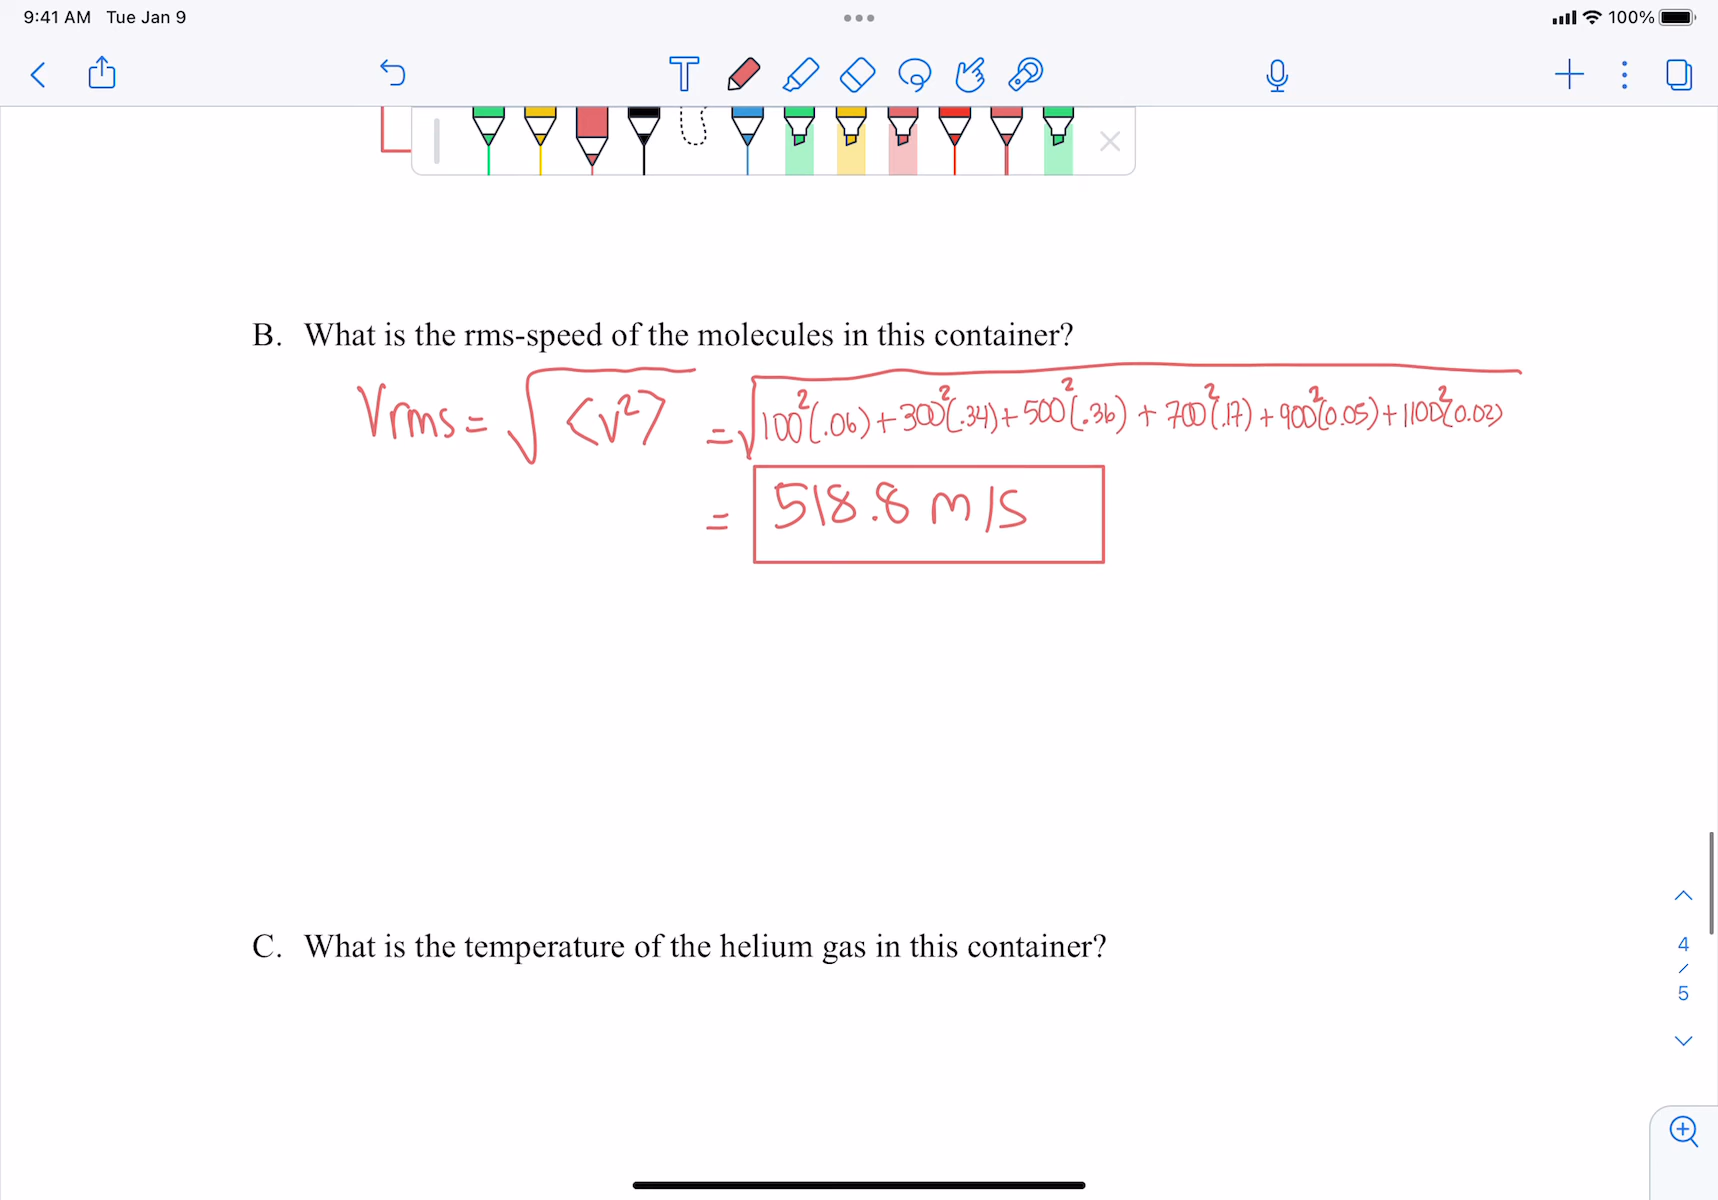 9:41 AM Tue Jan 9 100%
T
B. What is the rms-speed of the molecules in this container?
Vrms = √⟨v²⟩ = √100²(.06) + 300²(.34) + 500²(.36) + 700²(.17) + 900²(0.05) + 1100²(0.02)
= 518.8 m/s
C. What is the temperature of the helium gas in this container?
4
/
5